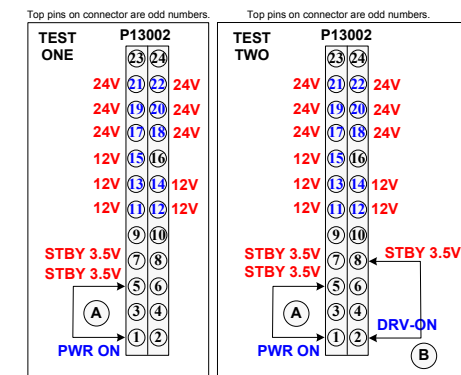 Top pins on connector are odd numbers.
TEST ONE P13002
23 24
24V 21 22 24V
24V 19 20 24V
24V 17 18 24V
12V 15 16
12V 13 14 12V
12V 11 12 12V
9 10
STBY 3.5V 7 8
STBY 3.5V 5 6
A 3 4
1 2
PWR ON
Top pins on connector are odd numbers.
TEST TWO P13002
23 24
24V 21 22 24V
24V 19 20 24V
24V 17 18 24V
12V 15 16
12V 13 14 12V
12V 11 12 12V
9 10
STBY 3.5V 7 8 STBY 3.5V
STBY 3.5V 5 6
A 3 4
DRV-ON
1 2
PWR ON
B